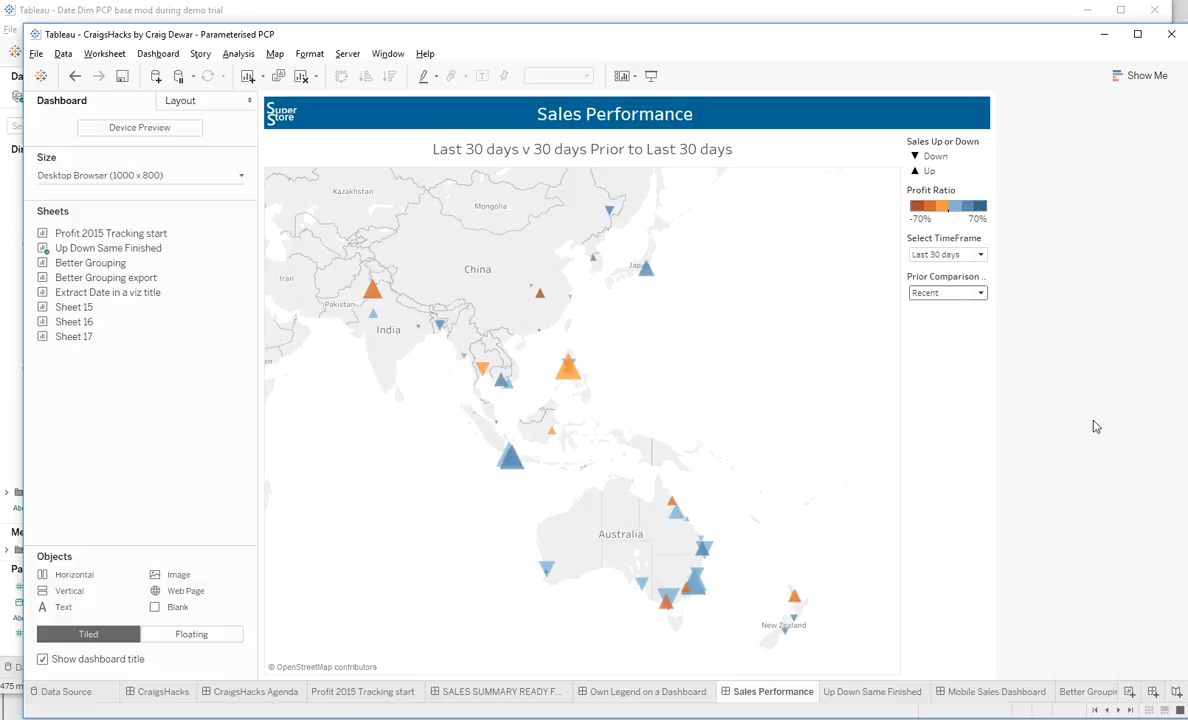 Tableau - Date Dim PCP base mod during demo trial
File
Tableau - CraigsHacks by Craig Dewar - Parameterised PCP
File Data Worksheet Dashboard Story Analysis Map Format Server Window Help
Show Me
Dashboard Layout
Device Preview
Size
Desktop Browser (1000 x 800)
Sheets
Profit 2015 Tracking start
Up Down Same Finished
Better Grouping
Better Grouping export
Extract Date in a viz title
Sheet 15
Sheet 16
Sheet 17
Objects
Horizontal Image
Vertical Web Page
Text Blank
Tiled Floating
Show dashboard title
Super
Store
Sales Performance
Last 30 days v 30 days Prior to Last 30 days
Kazakhstan
Mongolia
China
Japan
Iran
Pakistan
India
Australia
New Zealand
© OpenStreetMap contributors
Sales Up or Down
Down
Up
Profit Ratio
-70% 70%
Select TimeFrame
Last 30 days
Prior Comparison ..
Recent
Data Source CraigsHacks CraigsHacks Agenda Profit 2015 Tracking start SALES SUMMARY READY F... Own Legend on a Dashboard Sales Performance Up Down Same Finished Mobile Sales Dashboard Better Groupin